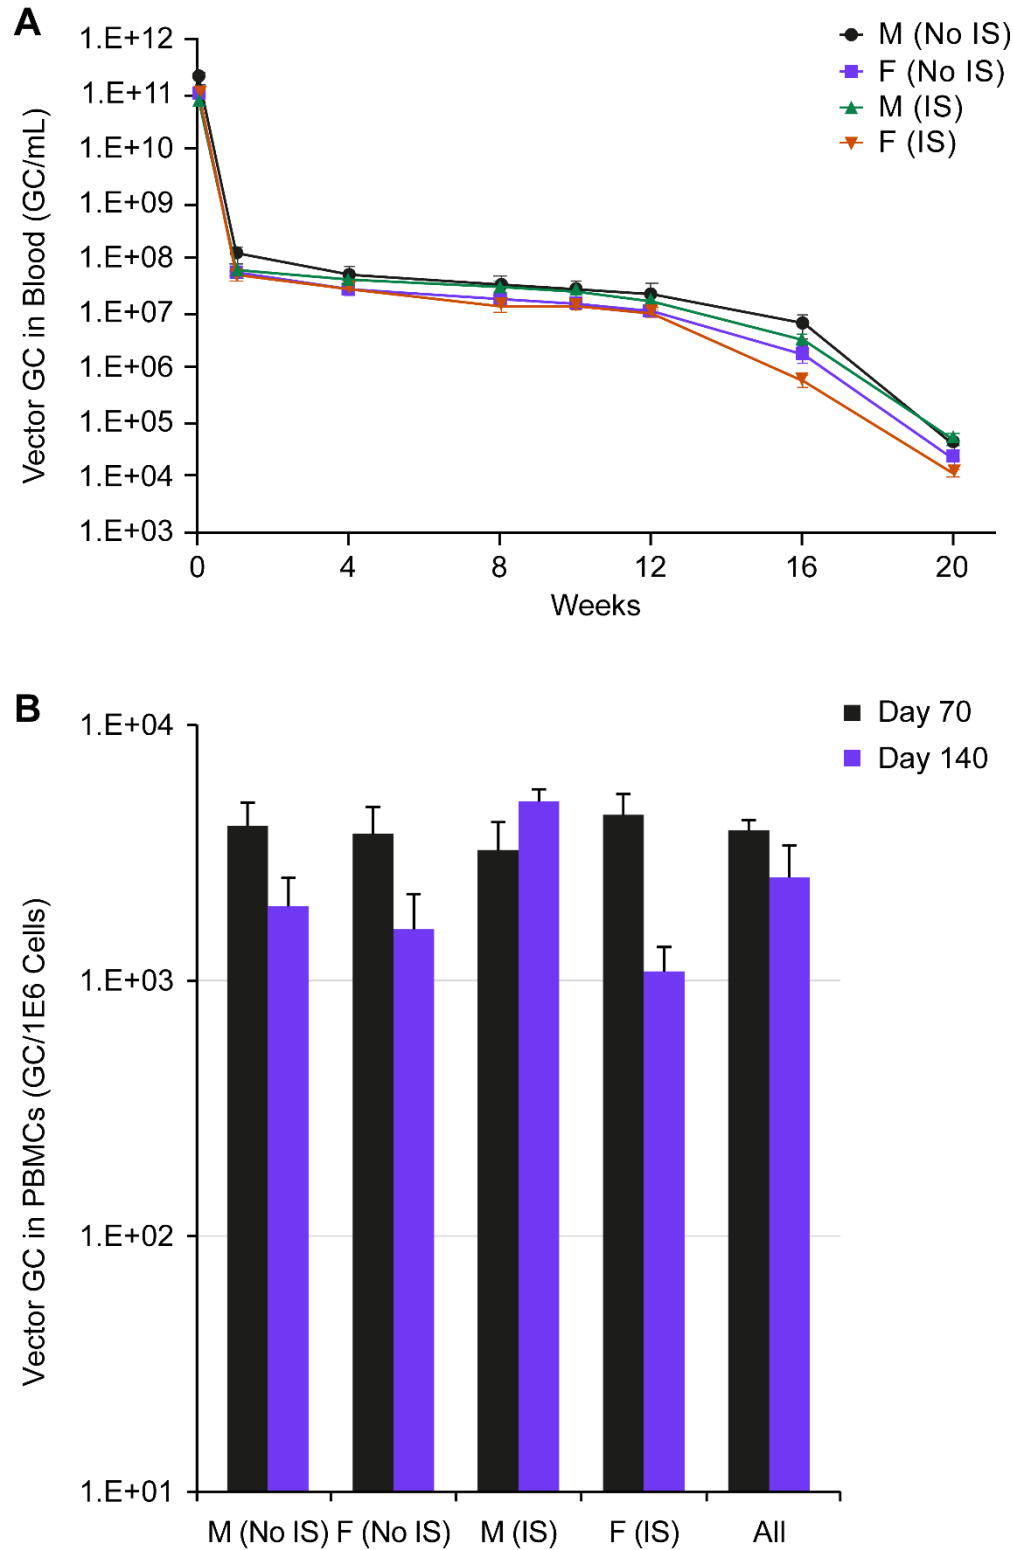 A
1.E+12
1.E+11
1.E+10
1.E+09
1.E+08
1.E+07
1.E+06
1.E+05
1.E+04
1.E+03
Vector GC in Blood (GC/mL)
M (No IS)
F (No IS)
M (IS)
F (IS)
0 4 8 12 16 20
Weeks
B
1.E+04
1.E+03
1.E+02
1.E+01
Vector GC in PBMCs (GC/1E6 Cells)
Day 70
Day 140
M (No IS) F (No IS) M (IS) F (IS) All